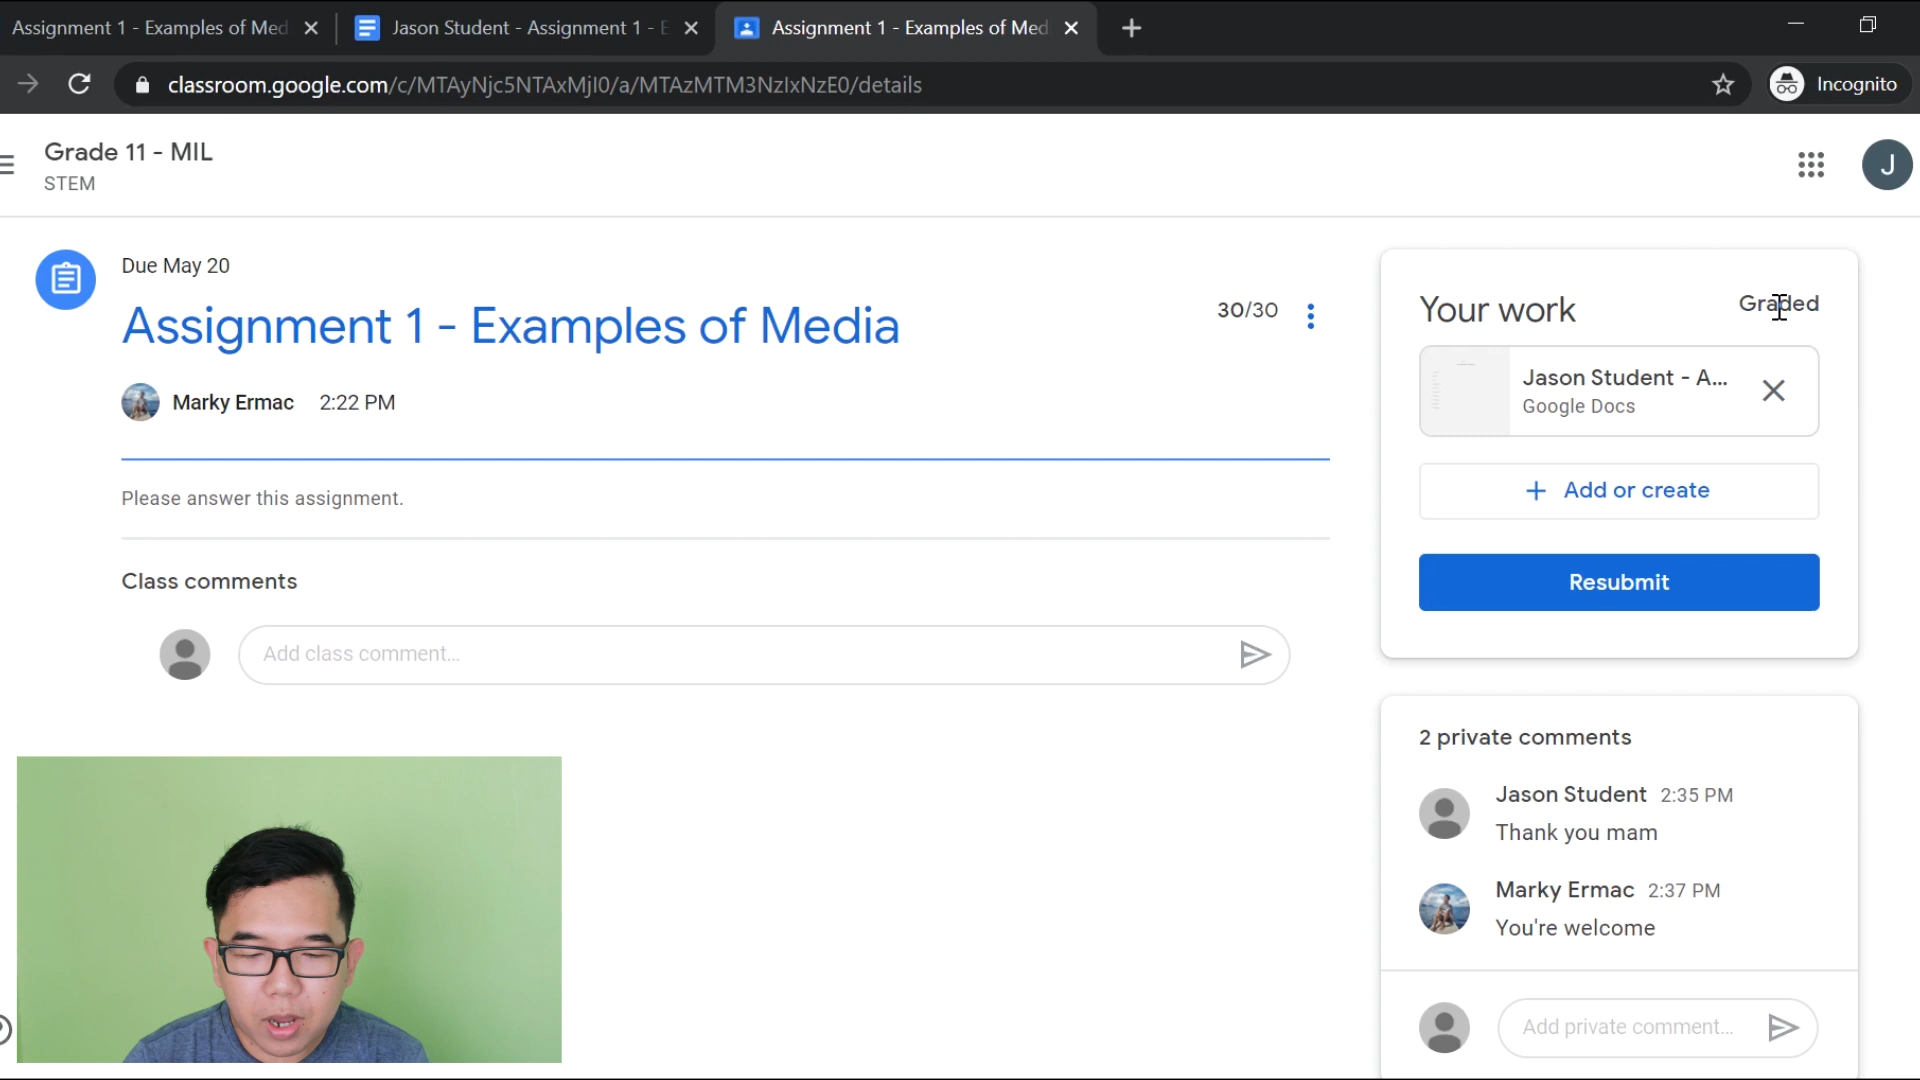 Assignment 1 - Examples of Med
Jason Student - Assignment 1 - E
Assignment 1 - Examples of Med
classroom.google.com/c/MTAyNjc5NTAxMjI0/a/MTAzMTM3NzIxNzE0/details
Incognito
Grade 11 - MIL
STEM
J
Due May 20
Assignment 1 - Examples of Media
30/30
Marky Ermac 2:22 PM
Please answer this assignment.
Class comments
Add class comment...
Your work
Graded
Jason Student - A...
Google Docs
+ Add or create
Resubmit
2 private comments
Jason Student 2:35 PM
Thank you mam
Marky Ermac 2:37 PM
You're welcome
Add private comment...